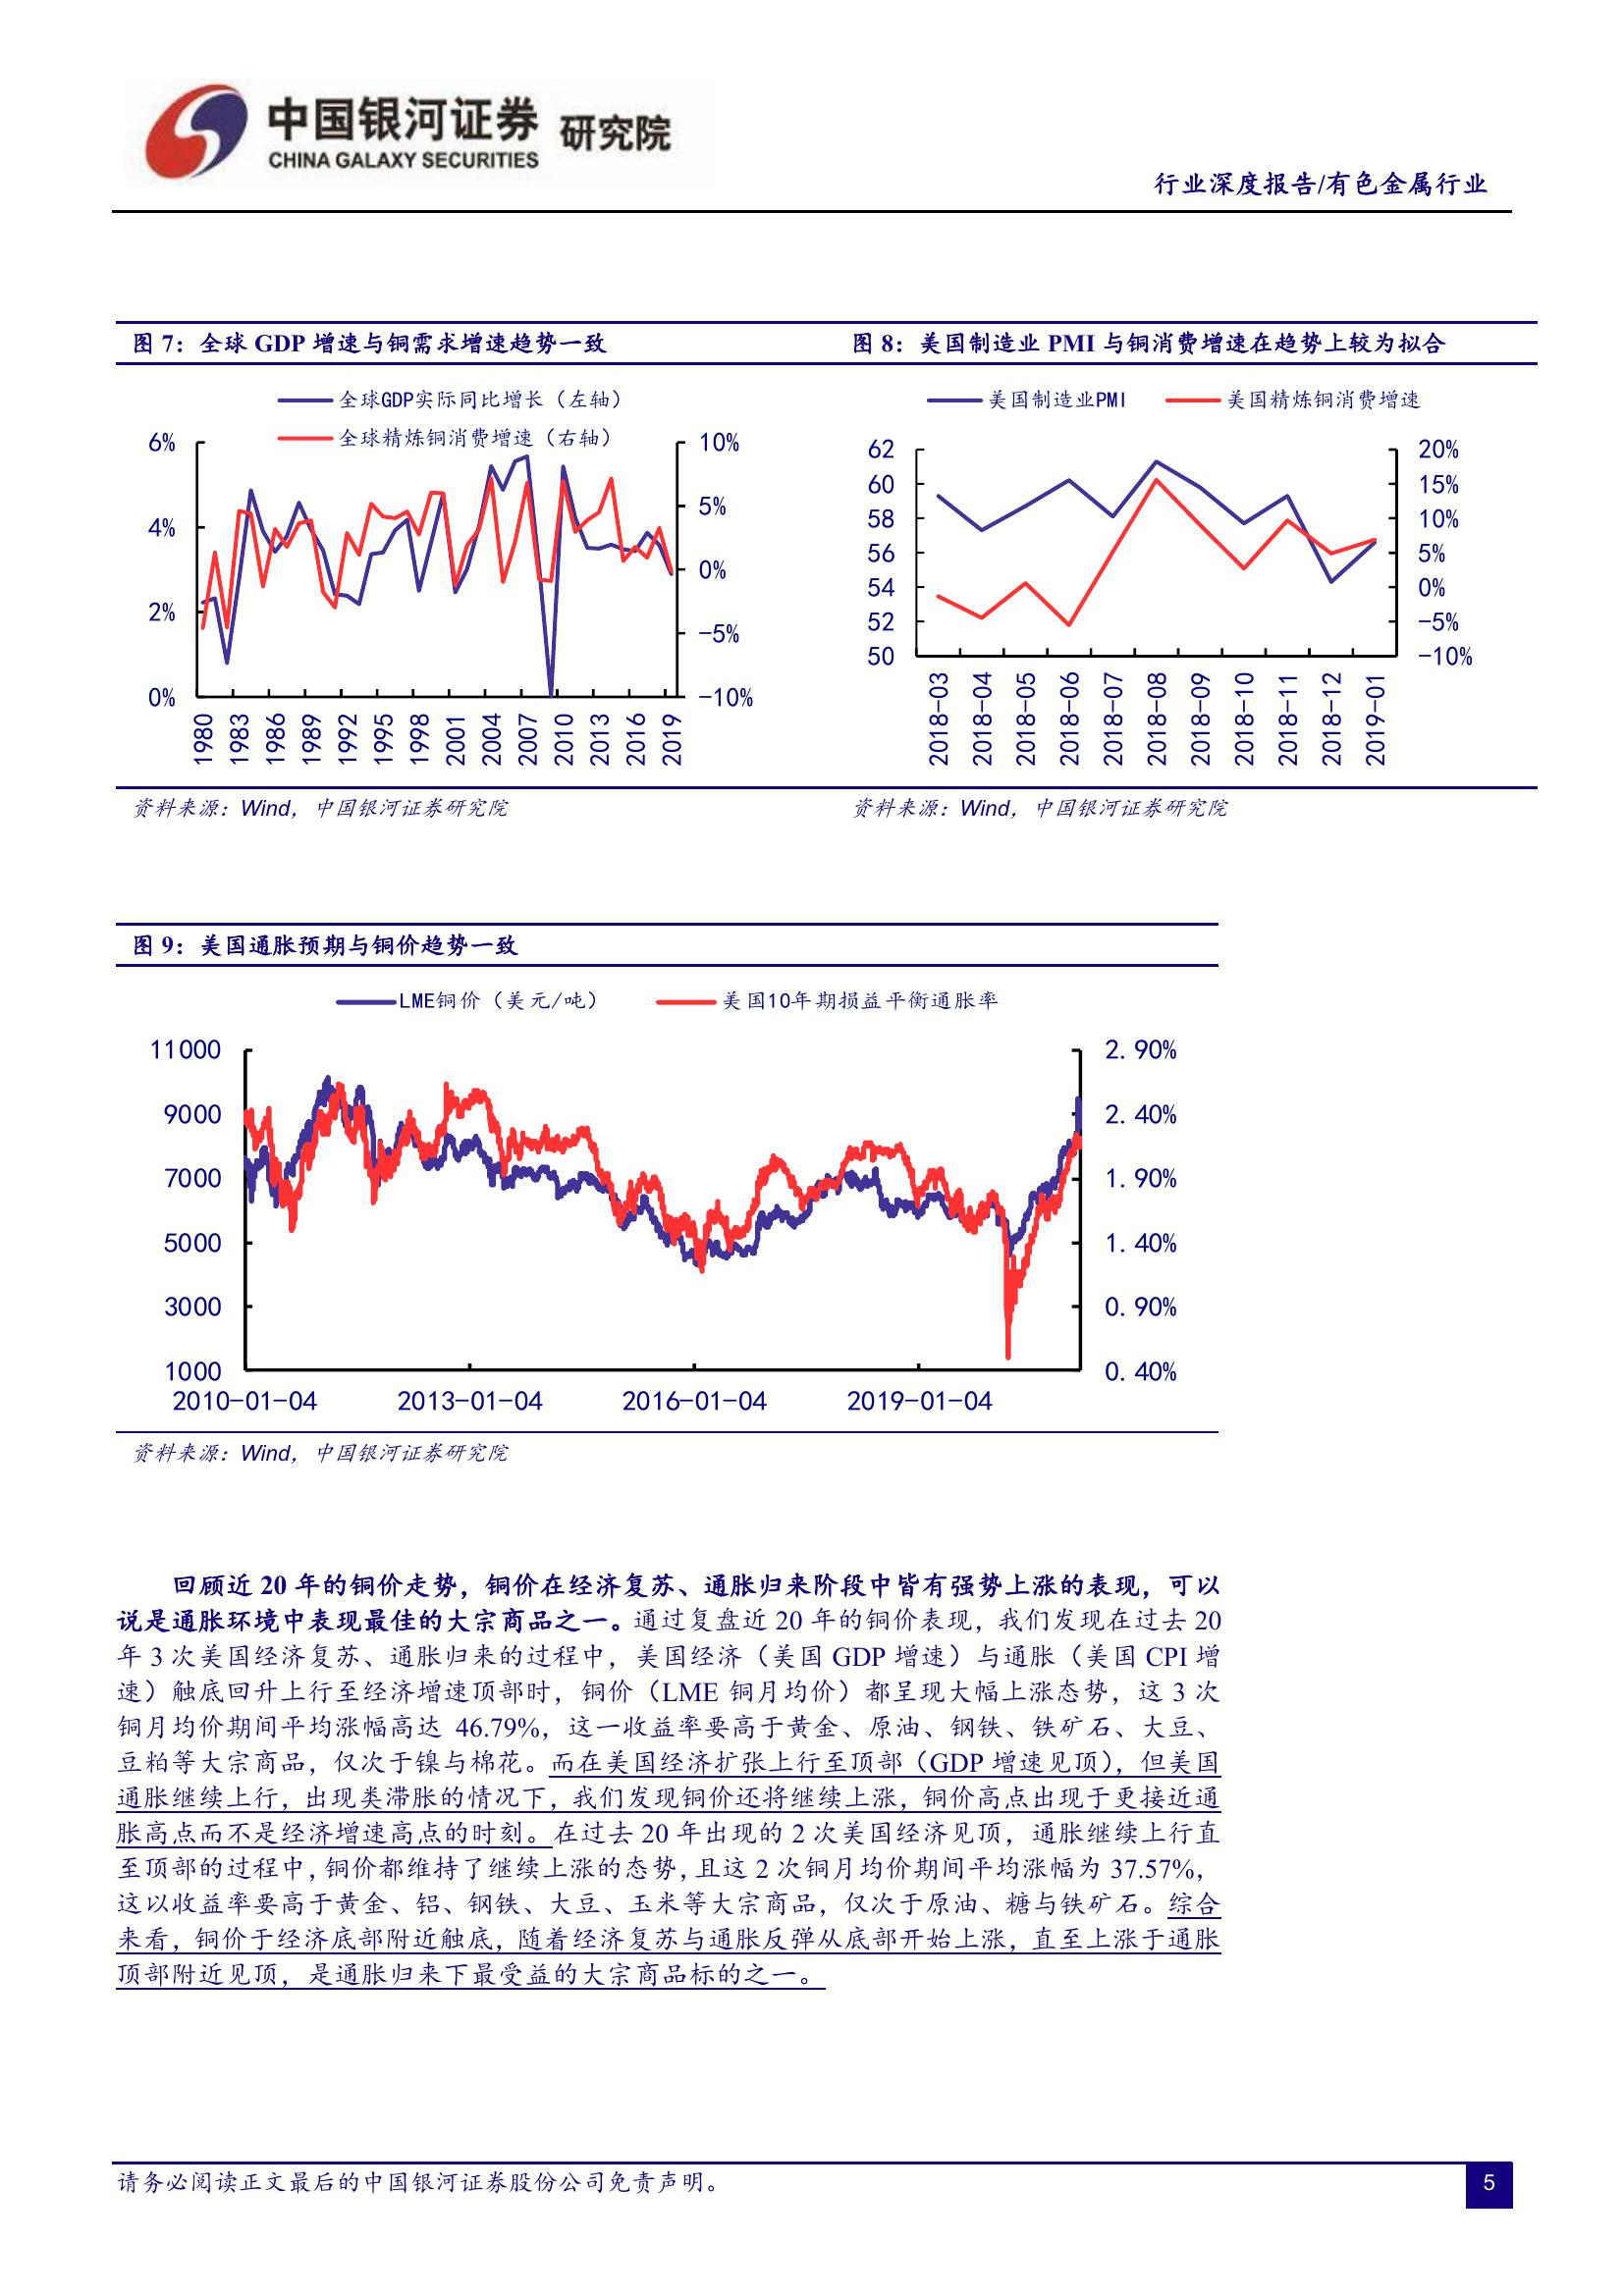 中国银河证券 研究院
CHINA GALAXY SECURITIES
行业深度报告/有色金属行业
图 7：全球 GDP 增速与铜需求增速趋势一致
全球GDP实际同比增长（左轴）
全球精炼铜消费增速（右轴）
6%
4%
2%
0%
10%
5%
0%
-5%
-10%
1980 1983 1986 1989 1992 1995 1998 2001 2004 2007 2010 2013 2016 2019
资料来源：Wind，中国银河证券研究院
图 8：美国制造业 PMI 与铜消费增速在趋势上较为拟合
美国制造业PMI 美国精炼铜消费增速
62
60
58
56
54
52
50
20%
15%
10%
5%
0%
-5%
-10%
2018-03 2018-04 2018-05 2018-06 2018-07 2018-08 2018-09 2018-10 2018-11 2018-12 2019-01
资料来源：Wind，中国银河证券研究院
图 9：美国通胀预期与铜价趋势一致
LME铜价（美元/吨） 美国10年期损益平衡通胀率
11000
9000
7000
5000
3000
1000
2.90%
2.40%
1.90%
1.40%
0.90%
0.40%
2010-01-04 2013-01-04 2016-01-04 2019-01-04
资料来源：Wind，中国银河证券研究院
回顾近 20 年的铜价走势，铜价在经济复苏、通胀归来阶段中皆有强势上涨的表现，可以
说是通胀环境中表现最佳的大宗商品之一。通过复盘近 20 年的铜价表现，我们发现在过去 20
年 3 次美国经济复苏、通胀归来的过程中，美国经济（美国 GDP 增速）与通胀（美国 CPI 增
速）触底回升上行至经济增速顶部时，铜价（LME 铜月均价）都呈现大幅上涨态势，这 3 次
铜月均价期间平均涨幅高达 46.79%，这一收益率要高于黄金、原油、钢铁、铁矿石、大豆、
豆粕等大宗商品，仅次于镍与棉花。而在美国经济扩张上行至顶部（GDP 增速见顶），但美国
通胀继续上行，出现类滞胀的情况下，我们发现铜价还将继续上涨，铜价高点出现于更接近通
胀高点而不是经济增速高点的时刻。在过去 20 年出现的 2 次美国经济见顶，通胀继续上行直
至顶部的过程中，铜价都维持了继续上涨的态势，且这 2 次铜月均价期间平均涨幅为 37.57%，
这以收益率要高于黄金、铝、钢铁、大豆、玉米等大宗商品，仅次于原油、糖与铁矿石。综合
来看，铜价于经济底部附近触底，随着经济复苏与通胀反弹从底部开始上涨，直至上涨于通胀
顶部附近见顶，是通胀归来下最受益的大宗商品标的之一。
请务必阅读正文最后的中国银河证券股份公司免责声明。
5